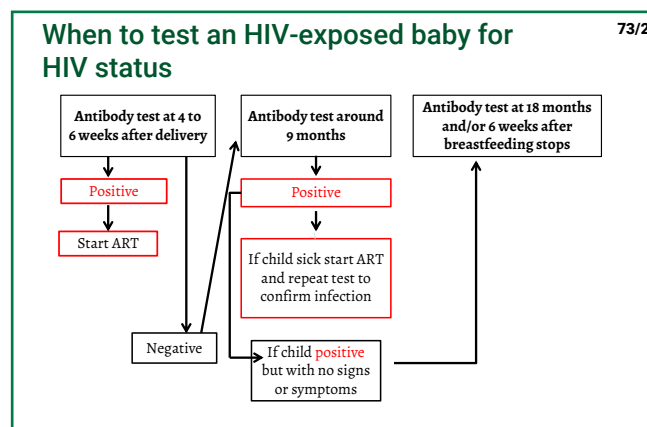 When to test an HIV-exposed baby for
HIV status
73/2
Antibody test at 4 to
6 weeks after delivery
Antibody test around
9 months
Antibody test at 18 months
and/or 6 weeks after
breastfeeding stops
Positive
Positive
Start ART
If child sick start ART
and repeat test to
confirm infection
Negative
If child positive
but with no signs
or symptoms